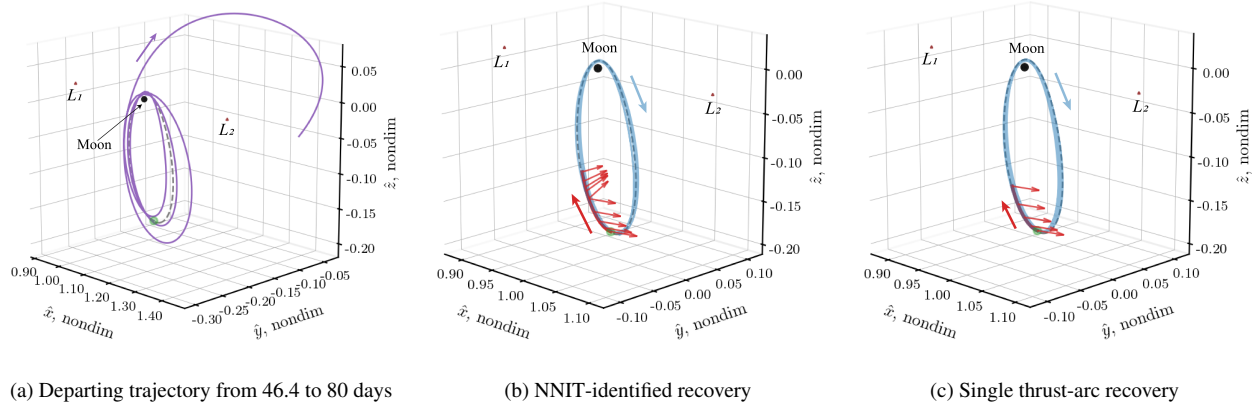 L₁
Moon
L₂
0.05
0.00
-0.05
-0.10
-0.15
-0.20
ẑ, nondim
0.90
1.00
1.10
1.20
1.30
1.40
x̂, nondim
-0.30
-0.25
-0.20
-0.15
-0.10
-0.05
ŷ, nondim
(a) Departing trajectory from 46.4 to 80 days
L₁
Moon
L₂
0.00
-0.05
-0.10
-0.15
-0.20
ẑ, nondim
0.90
0.95
1.00
1.05
1.10
x̂, nondim
-0.10
-0.05
0.00
0.05
0.10
ŷ, nondim
(b) NNIT-identified recovery
L₁
Moon
L₂
0.00
-0.05
-0.10
-0.15
-0.20
ẑ, nondim
0.90
0.95
1.00
1.05
1.10
x̂, nondim
-0.10
-0.05
0.00
0.05
0.10
ŷ, nondim
(c) Single thrust-arc recovery